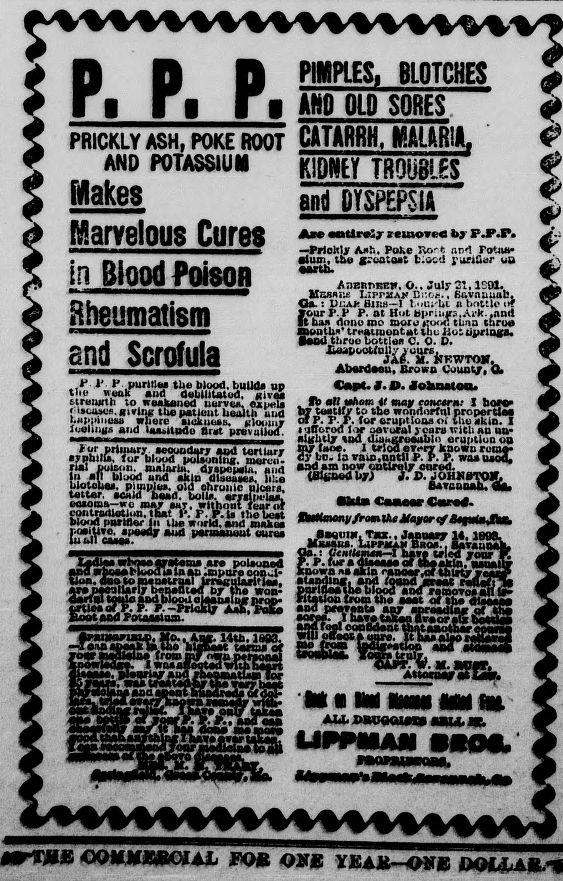 P. P. P.
PRICKLY ASH, POKE ROOT
AND POTASSIUM
Makes
Marvelous Cures
in Blood Poison
Rheumatism
and Scrofula
P. P. P. purifies the blood, builds up
the weak and debilitated, gives
strength to weakened nerves, expels
diseases, giving the patient health and
happiness where sickness, gloomy
feelings and lassitude first prevailed.
For primary, secondary and tertiary
syphilis, for blood poisoning, mercu-
rial poison, malaria, dyspepsia, and
in all blood and skin diseases, like
blotches, pimples, old chronic ulcers,
tetter, scald head, boils, erysipelas,
eczema—we may say, without fear of
contradiction, that P. P. P. is the best
blood purifier in the world, and makes
positive, speedy and permanent cures
in all cases.
Ladies whose systems are poisoned
and whose blood is in an impure condi-
tion, due to menstrual irregularities,
are peculiarly benefited by the won-
derful tonic and blood cleansing prop-
erties of P. P. P.—Prickly Ash, Poke
Root and Potassium.
SPRINGFIELD, Mo., Aug. 14th, 1893.
—I can speak in the highest terms of
your medicine from my own personal
knowledge. I was affected with heart
disease, pleurisy and rheumatism for
35 years, was treated by the very best
physicians and spent hundreds of dol-
lars, tried every known remedy with-
out finding relief. I have only taken
one bottle of your P. P. P., and can
cheerfully say it has done me more
good than anything I have ever taken.
I can recommend your medicine to all
sufferers of the above diseases.
Springfield, Green County, Mo.
PIMPLES, BLOTCHES
AND OLD SORES
CATARRH, MALARIA,
KIDNEY TROUBLES
and DYSPEPSIA
Are entirely removed by P.P.P.
—Prickly Ash, Poke Root and Potas-
sium, the greatest blood purifier on
earth.
ABERDEEN, O., July 21, 1891.
MESSRS LIPPMAN BROS., Savannah,
Ga.: DEAR SIRS—I bought a bottle of
your P. P. P. at Hot Springs, Ark., and
it has done me more good than three
months' treatment at the Hot Springs.
Send three bottles C. O. D.
Respectfully yours,
JAS. M. NEWTON,
Aberdeen, Brown County, O.
Capt. J. D. Johnston.
To all whom it may concern: I here-
by testify to the wonderful properties
of P. P. P. for eruptions of the skin. I
suffered for several years with an un-
sightly and disagreeable eruption on
my face. I tried every known reme-
dy but in vain, until P. P. P. was used,
and am now entirely cured.
(Signed by) J. D. JOHNSTON,
Savannah, Ga.
Skin Cancer Cured.
Testimony from the Mayor of Sequin, Tex.
SEQUIN, TEX., January 14, 1893.
MESSRS. LIPPMAN BROS., Savannah,
Ga.: Gentlemen—I have tried your P.
P. P. for a disease of the skin, usually
known as skin cancer, of thirty years'
standing, and found great relief; it
purifies the blood and removes all ir-
ritation from the seat of the disease
and prevents any spreading of the
sores. I have taken five or six bottles
and feel confident that another course
will effect a cure. It has also relieved
me from indigestion and stomach
troubles. Yours truly,
CAPT. W. M. RUST,
Attorney at Law.
Book on Blood Diseases Mailed Free.
ALL DRUGGISTS SELL IT.
LIPPMAN BROS.
PROPRIETORS,
Lippman's Block, Savannah, Ga.
THE COMMERCIAL FOR ONE YEAR—ONE DOLLAR.